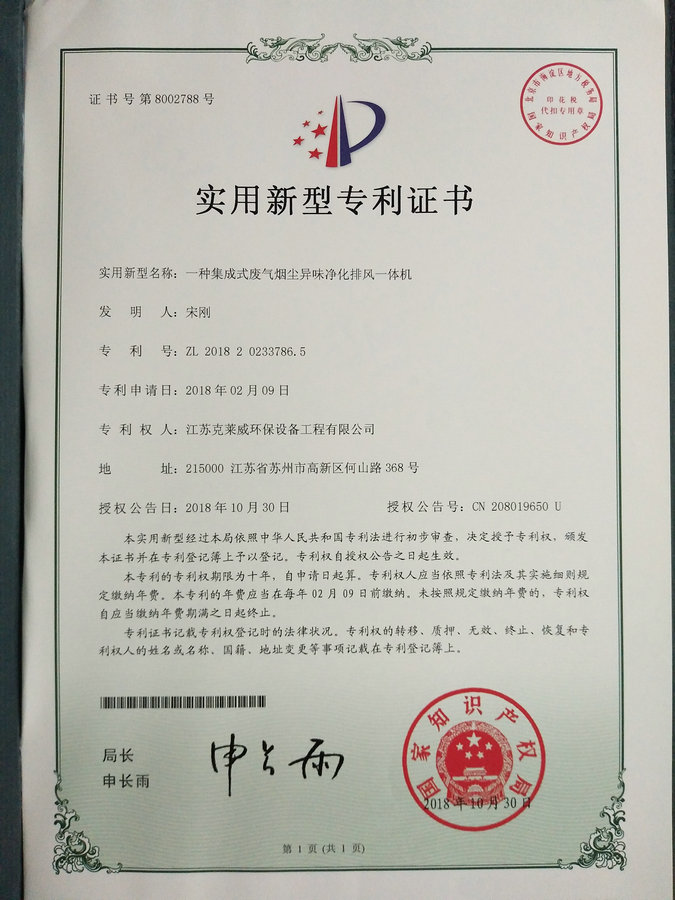 证书号第8002788号
北京市海淀区地方税务局
印花税
代扣专用章
国家知识产权局
实用新型专利证书
实用新型名称：一种集成式废气烟尘异味净化排风一体机
发明人：宋刚
专利号：ZL 2018 2 0233786.5
专利申请日：2018年02月09日
专利权人：江苏克莱威环保设备工程有限公司
地址：215000 江苏省苏州市高新区何山路368号
授权公告日：2018年10月30日 授权公告号：CN 208019650 U
本实用新型经过本局依照中华人民共和国专利法进行初步审查，决定授予专利权，颁发
本证书并在专利登记簿上予以登记。专利权自授权公告之日起生效。
本专利的专利权期限为十年，自申请日起算。专利权人应当依照专利法及其实施细则规
定缴纳年费。本专利的年费应当在每年02月09日前缴纳。未按照规定缴纳年费的，专利权
自应当缴纳年费期满之日起终止。
专利证书记载专利权登记时的法律状况。专利权的转移、质押、无效、终止、恢复和专
利权人的姓名或名称、国籍、地址变更等事项记载在专利登记簿上。
局长
申长雨
申长雨
国家知识产权局
2018年10月30日
第1页(共1页)